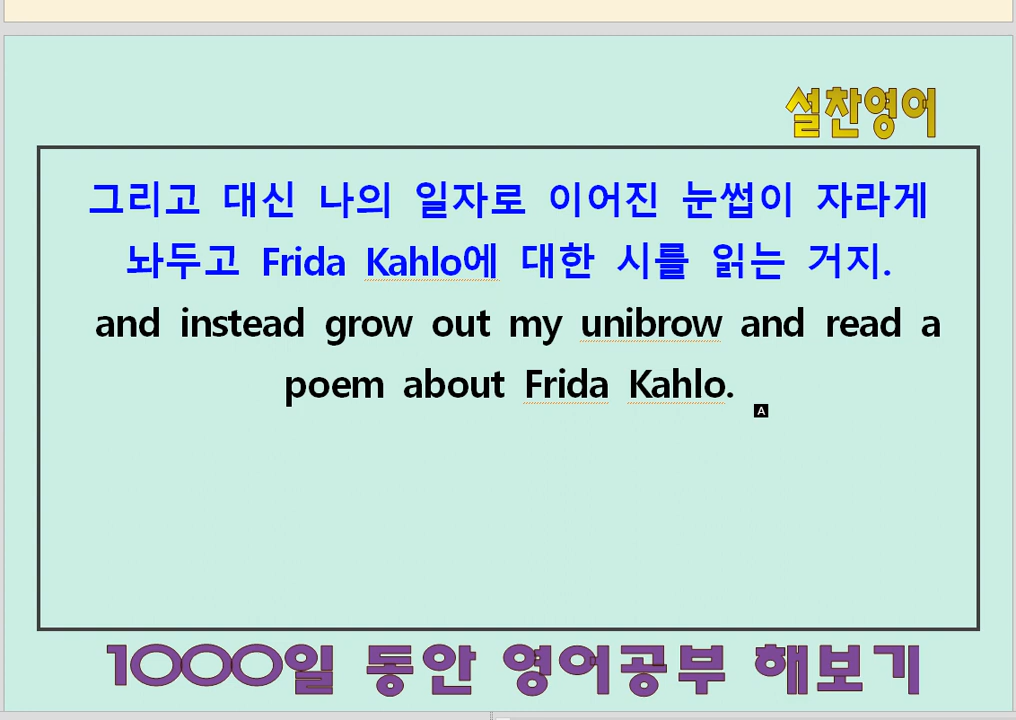 설찬영어
그리고 대신 나의 일자로 이어진 눈썹이 자라게
놔두고 Frida Kahlo에 대한 시를 읽는 거지.
and instead grow out my unibrow and read a
poem about Frida Kahlo.
A
1000일 동안 영어공부 해보기